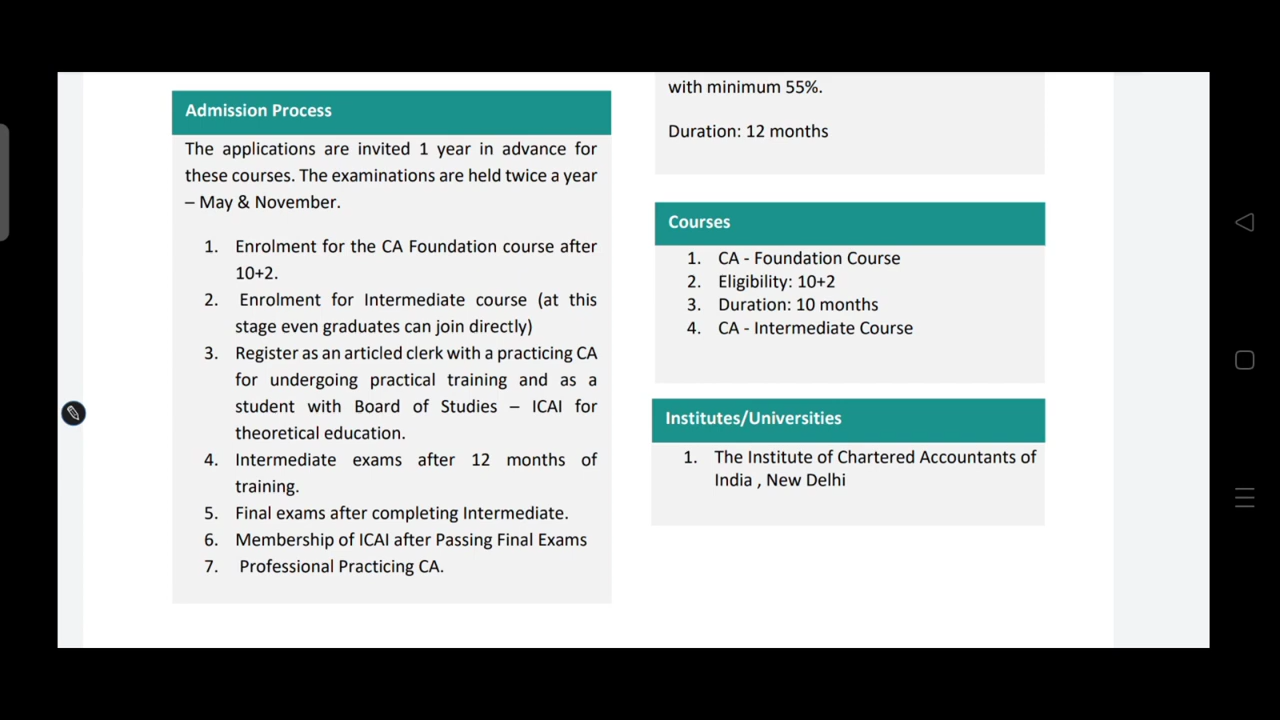 Admission Process
The applications are invited 1 year in advance for
these courses. The examinations are held twice a year
– May & November.
1. Enrolment for the CA Foundation course after
10+2.
2. Enrolment for Intermediate course (at this
stage even graduates can join directly)
3. Register as an articled clerk with a practicing CA
for undergoing practical training and as a
student with Board of Studies – ICAI for
theoretical education.
4. Intermediate exams after 12 months of
training.
5. Final exams after completing Intermediate.
6. Membership of ICAI after Passing Final Exams
7. Professional Practicing CA.
with minimum 55%.
Duration: 12 months
Courses
1. CA - Foundation Course
2. Eligibility: 10+2
3. Duration: 10 months
4. CA - Intermediate Course
Institutes/Universities
1. The Institute of Chartered Accountants of
India , New Delhi